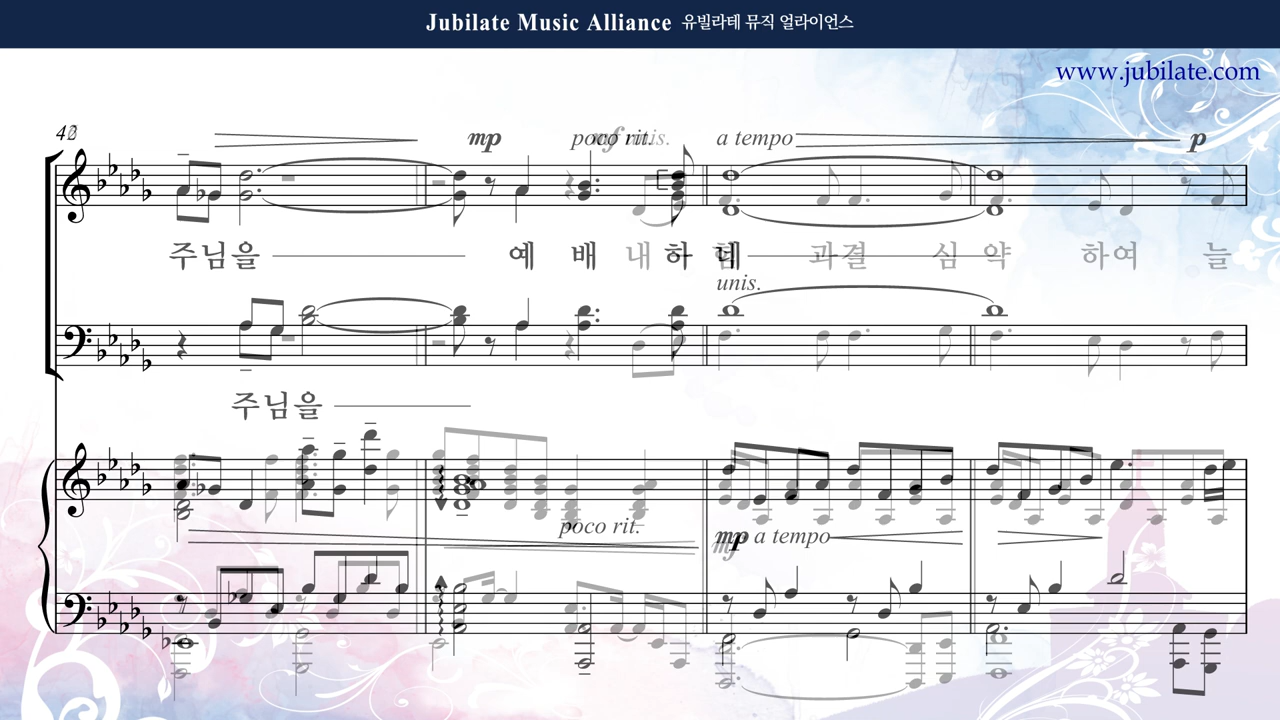 Jubilate Music Alliance 유빌라테 뮤직 얼라이언스
www.jubilate.com
mp poco rit. unis. a tempo p
주님을 예 배 내 하 네 과 결 심 약 하여 늘
unis.
주님을
poco rit. mp a tempo